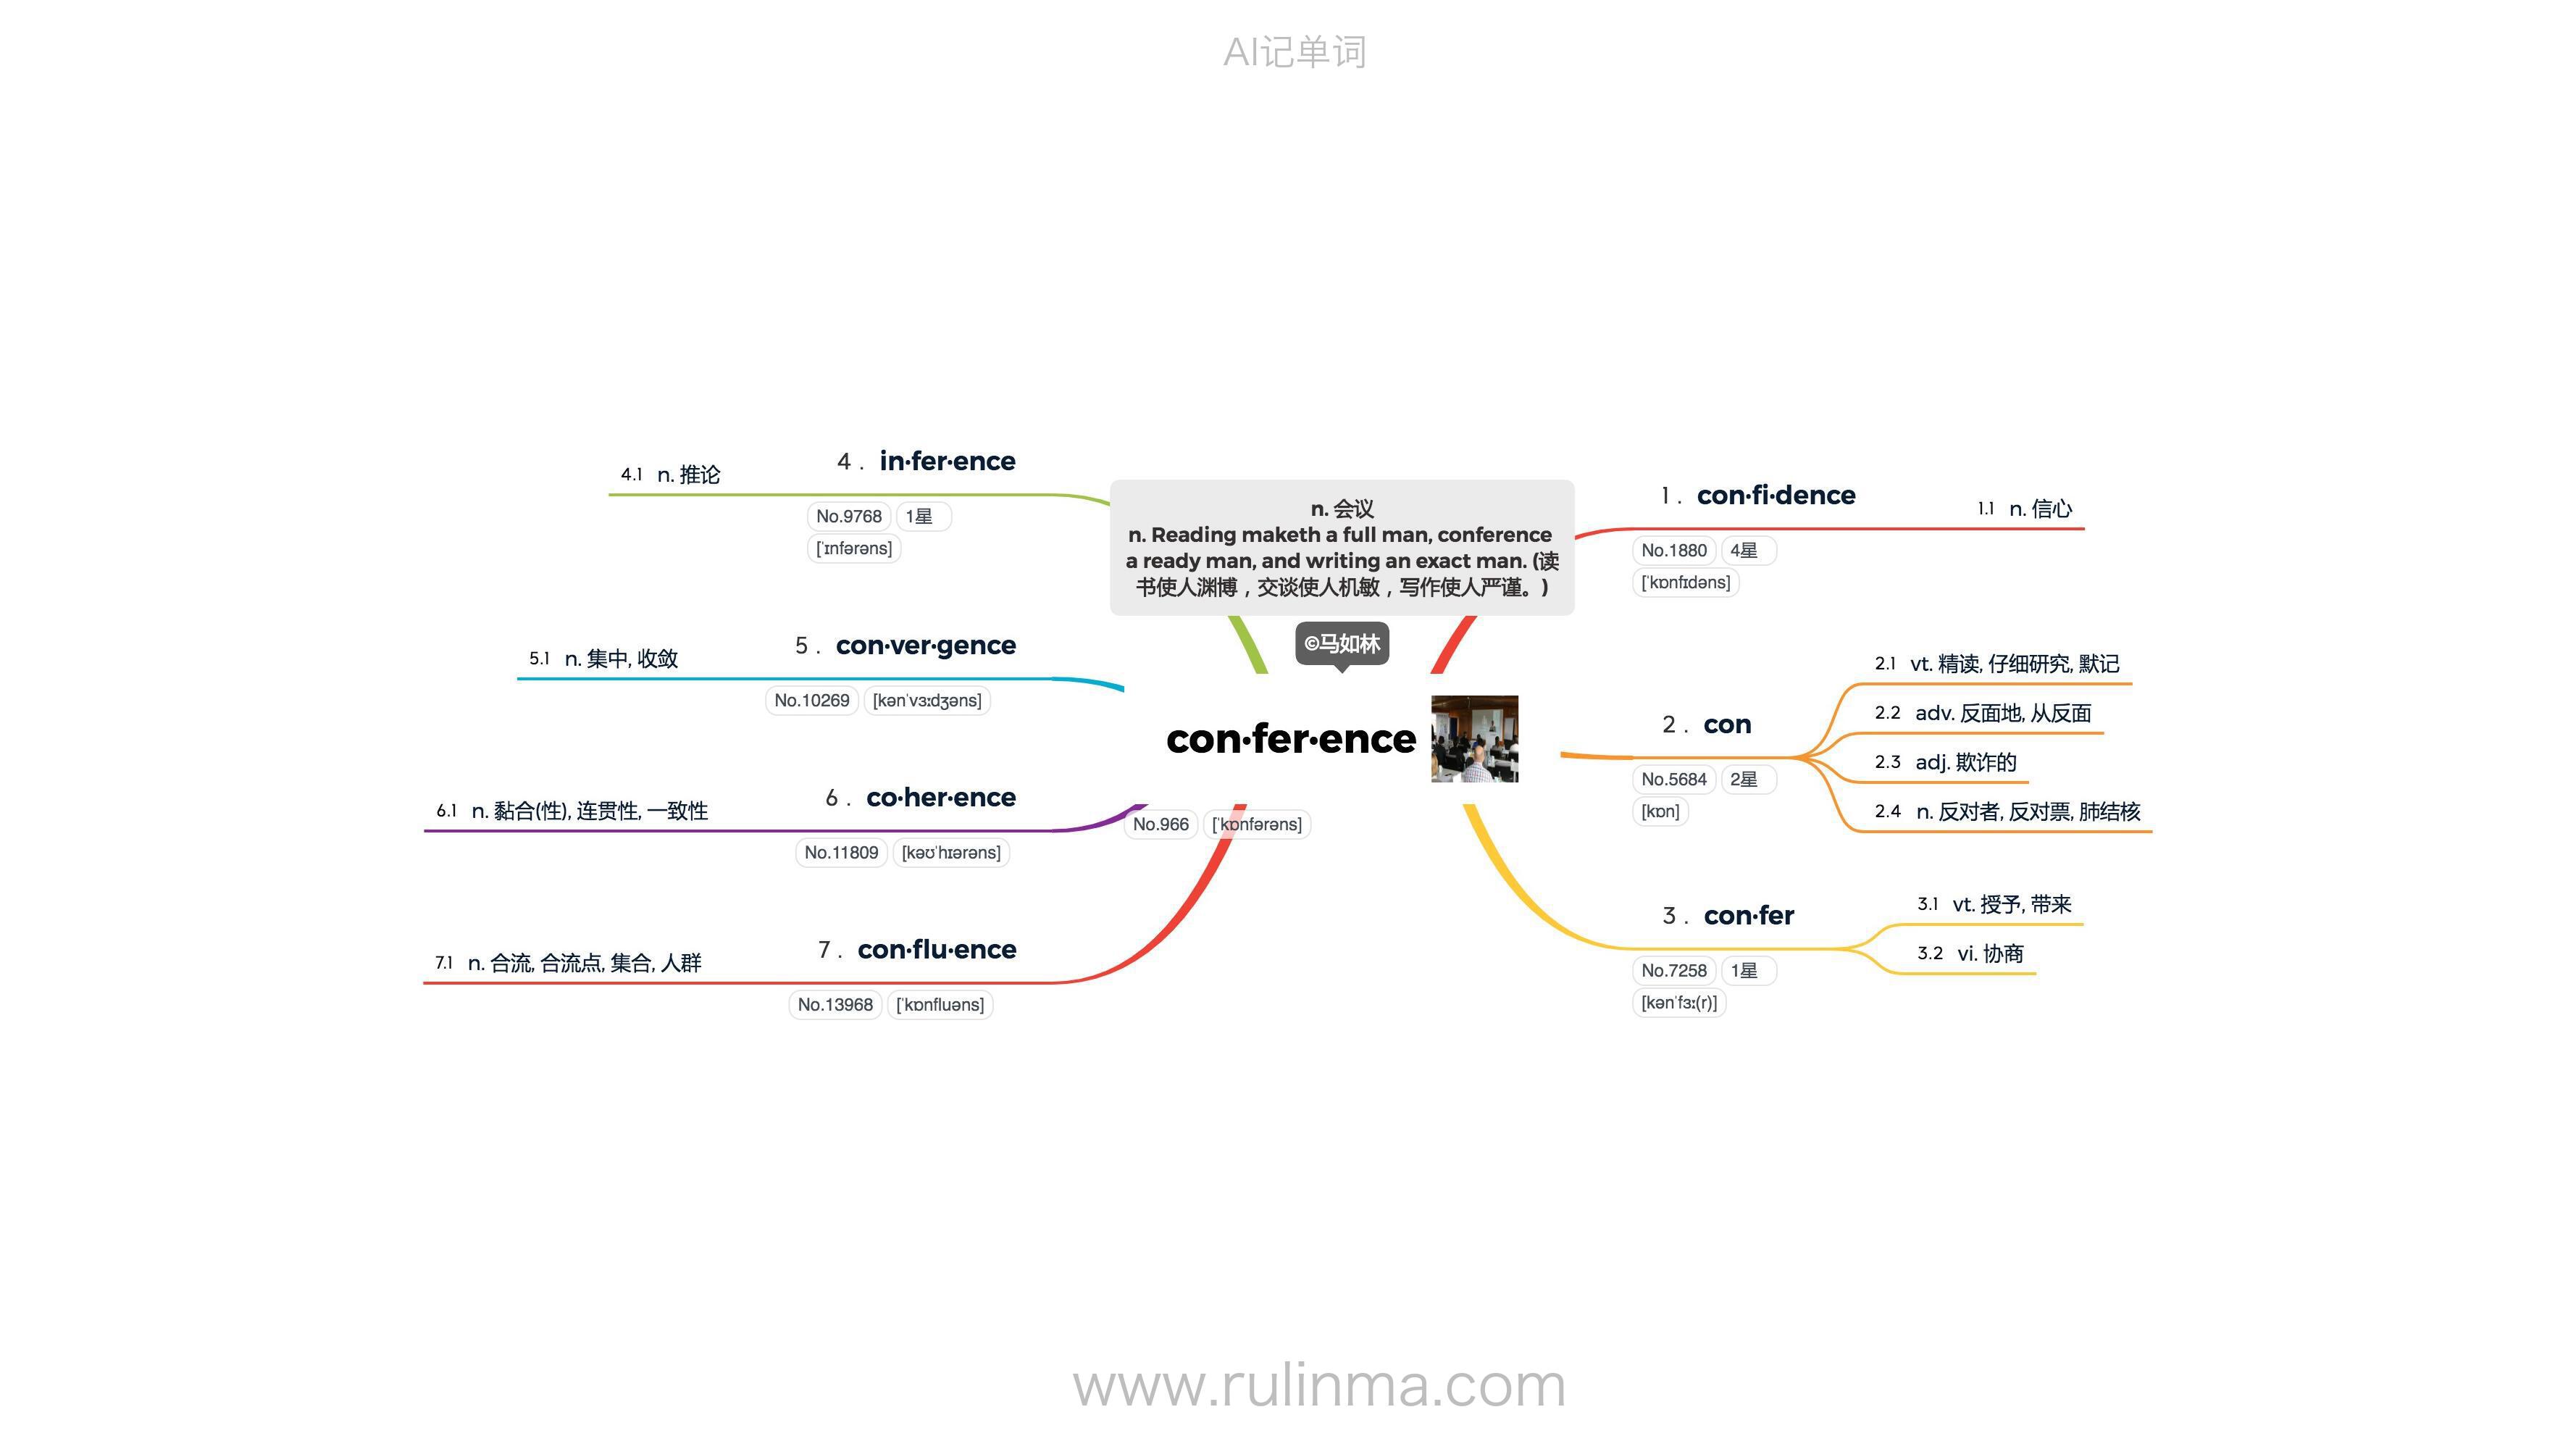 AI记单词
n. 会议
n. Reading maketh a full man, conference
a ready man, and writing an exact man. (读
书使人渊博，交谈使人机敏，写作使人严谨。)
©马如林
con·fer·ence
No.966 [ˈkɒnfərəns]
1 . con·fi·dence
No.1880 4星
[ˈkɒnfɪdəns]
1.1 n. 信心
2 . con
No.5684 2星
[kɒn]
2.1 vt. 精读, 仔细研究, 默记
2.2 adv. 反面地, 从反面
2.3 adj. 欺诈的
2.4 n. 反对者, 反对票, 肺结核
3 . con·fer
No.7258 1星
[kənˈfɜː(r)]
3.1 vt. 授予, 带来
3.2 vi. 协商
4 . in·fer·ence
No.9768 1星
[ˈɪnfərəns]
4.1 n. 推论
5 . con·ver·gence
No.10269 [kənˈvɜːdʒəns]
5.1 n. 集中, 收敛
6 . co·her·ence
No.11809 [kəʊˈhɪərəns]
6.1 n. 黏合(性), 连贯性, 一致性
7 . con·flu·ence
No.13968 [ˈkɒnfluəns]
7.1 n. 合流, 合流点, 集合, 人群
www.rulinma.com